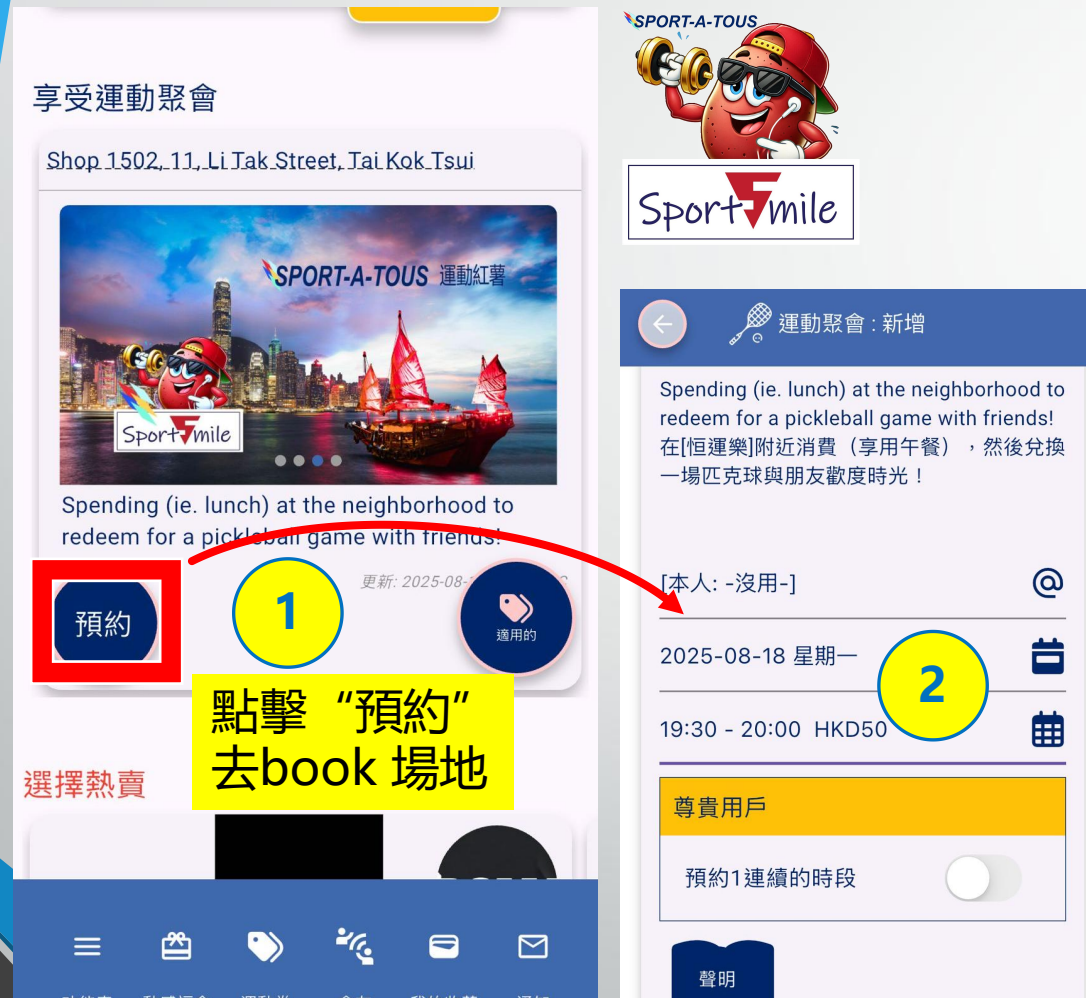 享受運動聚會
Shop 1502, 11, Li Tak Street, Tai Kok Tsui
SPORT-A-TOUS 運動紅薯
Sport Smile
Spending (ie. lunch) at the neighborhood to
redeem for a pickleball game with friends!
更新: 2025-08-
預約
1
適用的
點擊“預約”
去book 場地
選擇熱賣
SPORT-A-TOUS
Sport Smile
運動聚會 : 新增
Spending (ie. lunch) at the neighborhood to
redeem for a pickleball game with friends!
在[恒運樂]附近消費（享用午餐），然後兌換
一場匹克球與朋友歡度時光！
[本人: -沒用-]
2025-08-18 星期一
2
19:30 - 20:00 HKD50
尊貴用戶
預約1連續的時段
聲明